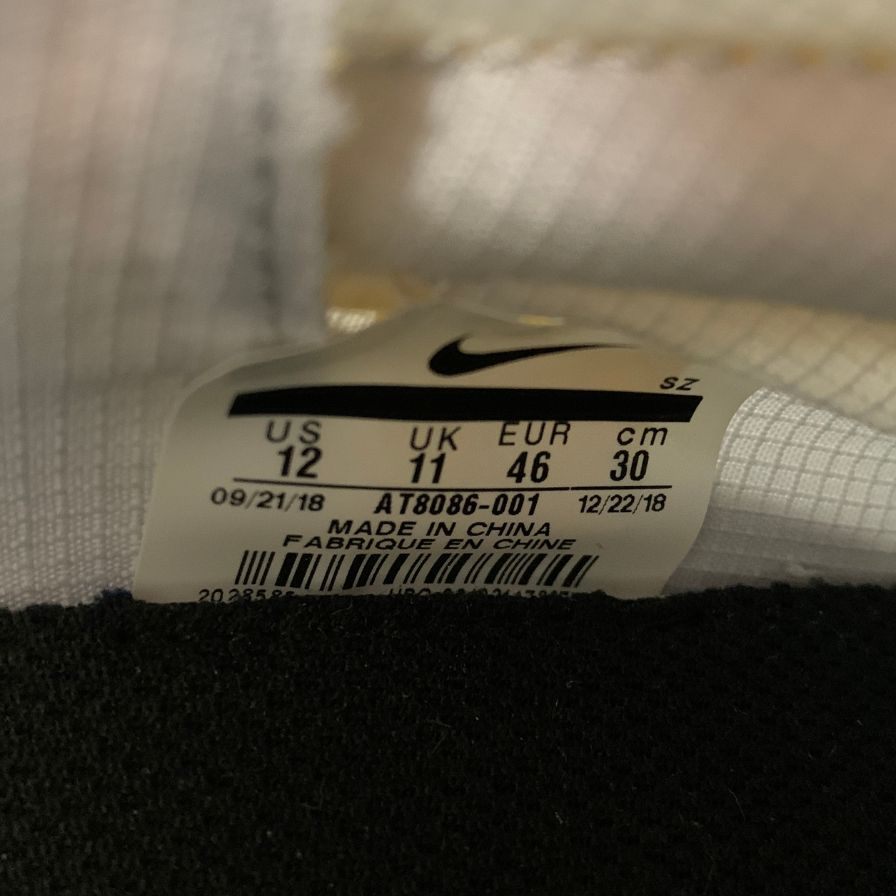 SZ
US UK EUR cm
12 11 46 30
09/21/18 AT8086-001 12/22/18
MADE IN CHINA
FABRIQUE EN CHINE